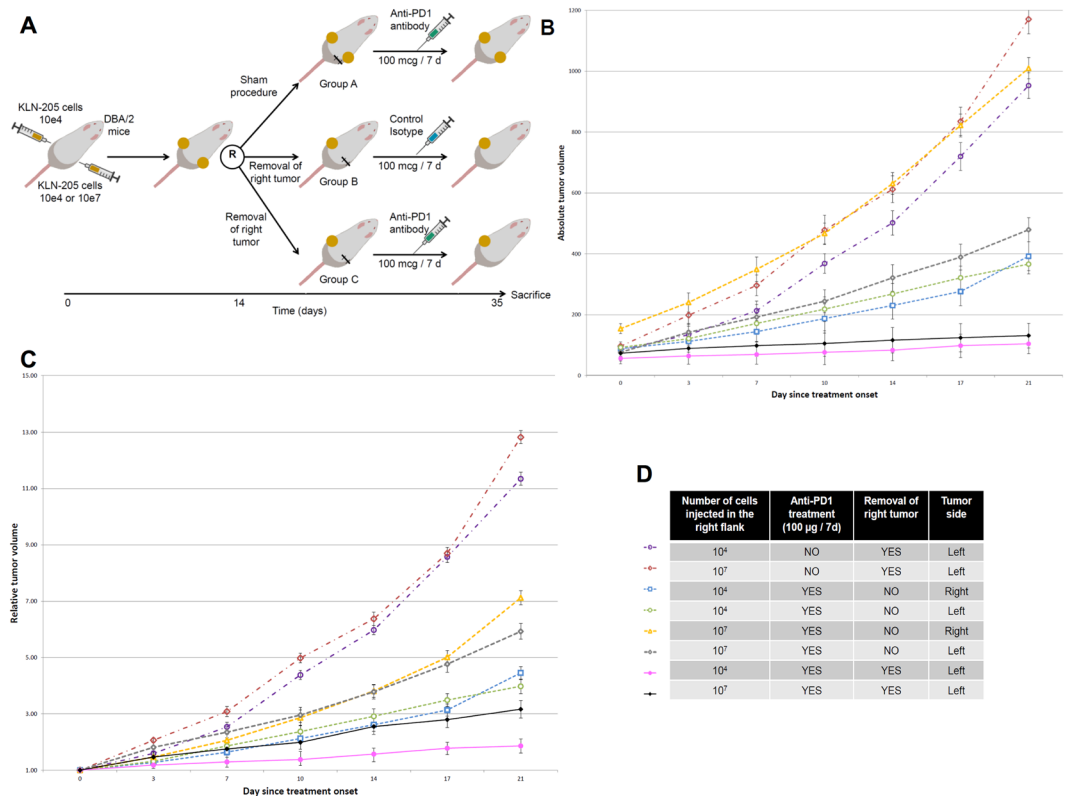 A
KLN-205 cells
10e4
DBA/2
mice
KLN-205 cells
10e4 or 10e7
R
Sham
procedure
Removal of
right tumor
Removal
of right
tumor
Anti-PD1
antibody
100 mcg / 7 d
Group A
Control
Isotype
100 mcg / 7 d
Group B
Anti-PD1
antibody
100 mcg / 7 d
Group C
0
14
35
Sacrifice
Time (days)
B
1200
1000
800
600
400
200
0
Absolute tumor volume
0 3 7 10 14 17 21
Day since treatment onset
C
15.00
13.00
11.00
9.00
7.00
5.00
3.00
1.00
Relative tumor volume
0 3 7 10 14 17 21
Day since treatment onset
D
Number of cells injected in the right flank Anti-PD1 treatment (100 µg / 7d) Removal of right tumor Tumor side
10⁴ NO YES Left
10⁷ NO YES Left
10⁴ YES NO Right
10⁴ YES NO Left
10⁷ YES NO Right
10⁷ YES NO Left
10⁴ YES YES Left
10⁷ YES YES Left